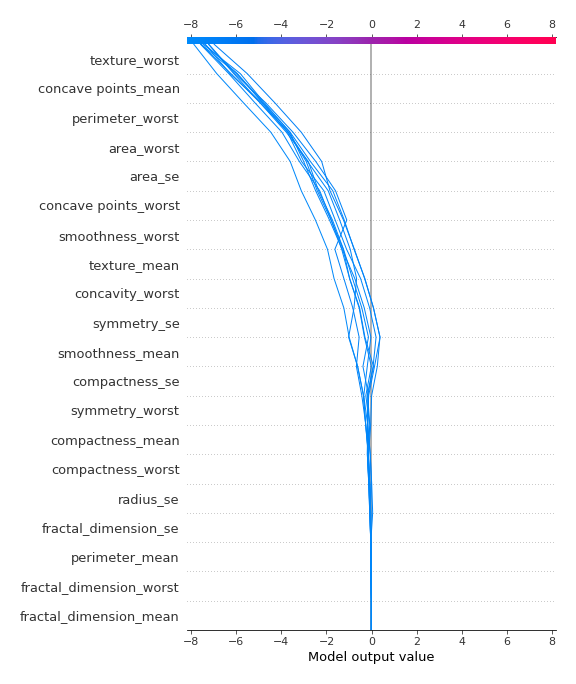 −8 −6 −4 −2 0 2 4 6 8
texture_worst
concave points_mean
perimeter_worst
area_worst
area_se
concave points_worst
smoothness_worst
texture_mean
concavity_worst
symmetry_se
smoothness_mean
compactness_se
symmetry_worst
compactness_mean
compactness_worst
radius_se
fractal_dimension_se
perimeter_mean
fractal_dimension_worst
fractal_dimension_mean
−8 −6 −4 −2 0 2 4 6 8
Model output value